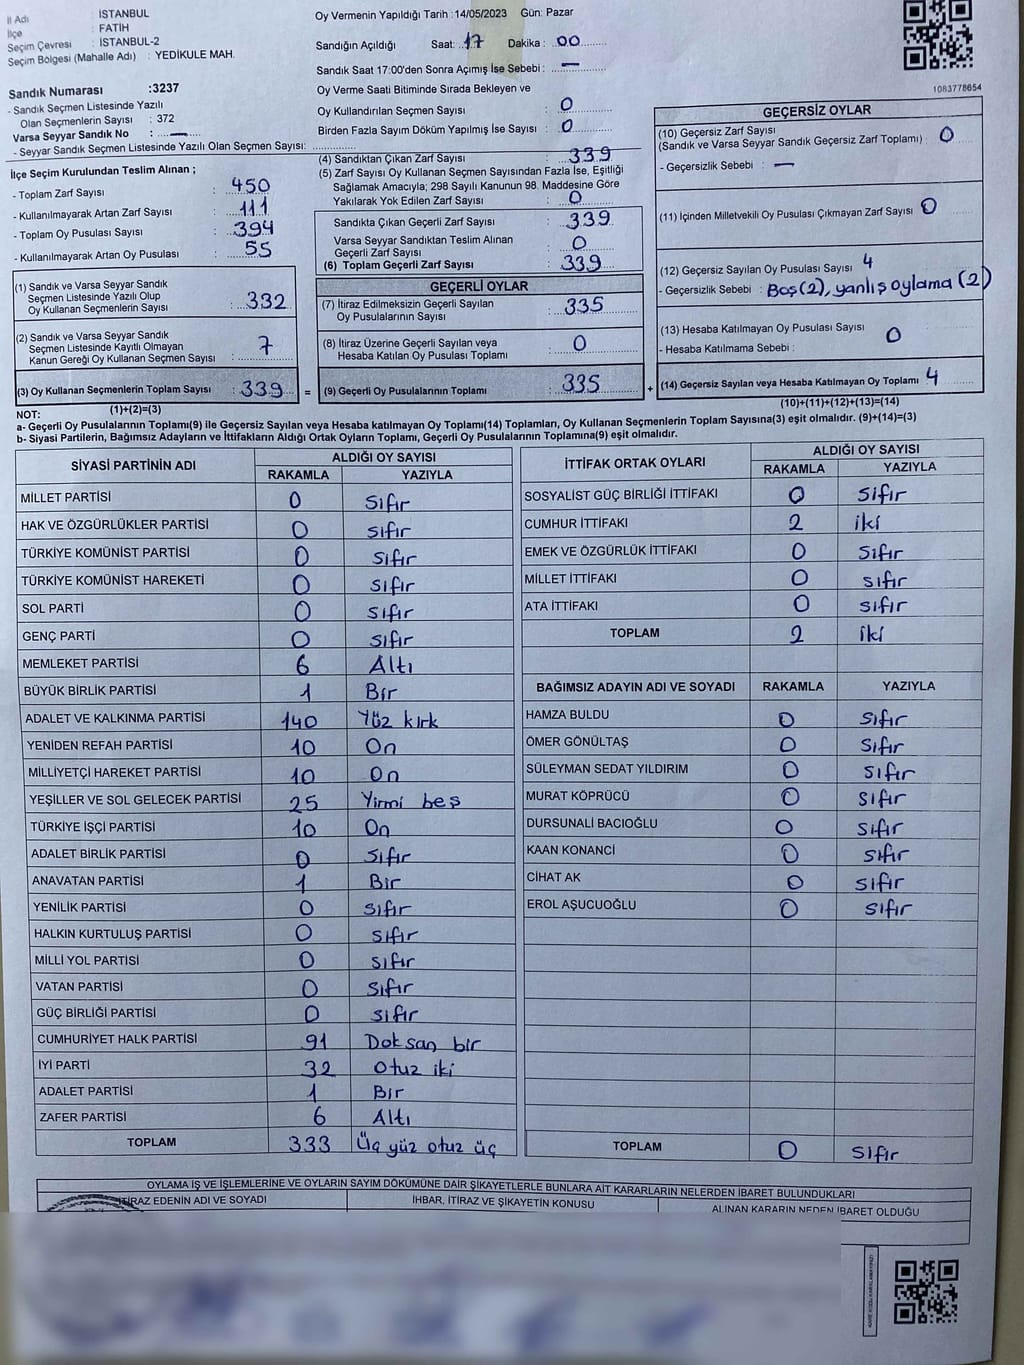 İl Adı : İSTANBUL
İlçe : FATİH
Seçim Çevresi : İSTANBUL-2
Seçim Bölgesi (Mahalle Adı) : YEDİKULE MAH.
Sandık Numarası :3237
- Sandık Seçmen Listesinde Yazılı
Olan Seçmenlerin Sayısı : 372
Varsa Seyyar Sandık No : —
- Seyyar Sandık Seçmen Listesinde Yazılı Olan Seçmen Sayısı:
İlçe Seçim Kurulundan Teslim Alınan ;
- Toplam Zarf Sayısı : 450
- Kullanılmayarak Artan Zarf Sayısı : 111
- Toplam Oy Pusulası Sayısı : 394
- Kullanılmayarak Artan Oy Pusulası : 55
Oy Vermenin Yapıldığı Tarih :14/05/2023 Gün: Pazar
Sandığın Açıldığı Saat: 17 Dakika : 00
Sandık Saat 17:00'den Sonra Açımış İse Sebebi : —
Oy Verme Saati Bitiminde Sırada Bekleyen ve
Oy Kullandırılan Seçmen Sayısı : 0
Birden Fazla Sayım Döküm Yapılmış İse Sayısı : 0
(4) Sandıktan Çıkan Zarf Sayısı : 339
(5) Zarf Sayısı Oy Kullanan Seçmen Sayısından Fazla İse, Eşitliği
Sağlamak Amacıyla; 298 Sayılı Kanunun 98. Maddesine Göre
Yakılarak Yok Edilen Zarf Sayısı : 0
Sandıkta Çıkan Geçerli Zarf Sayısı : 339
Varsa Seyyar Sandıktan Teslim Alınan
Geçerli Zarf Sayısı : 0
(6) Toplam Geçerli Zarf Sayısı : 339
1083778654
GEÇERSİZ OYLAR
(10) Geçersiz Zarf Sayısı
(Sandık ve Varsa Seyyar Sandık Geçersiz Zarf Toplamı) : 0
- Geçersizlik Sebebi : —
(11) İçinden Milletvekili Oy Pusulası Çıkmayan Zarf Sayısı : 0
(12) Geçersiz Sayılan Oy Pusulası Sayısı : 4
- Geçersizlik Sebebi : Boş(2), yanlış oylama (2)
(13) Hesaba Katılmayan Oy Pusulası Sayısı : 0
- Hesaba Katılmama Sebebi :
(1) Sandık ve Varsa Seyyar Sandık
Seçmen Listesinde Yazılı Olup
Oy Kullanan Seçmenlerin Sayısı : 332
(2) Sandık ve Varsa Seyyar Sandık
Seçmen Listesinde Kayıtlı Olmayan
Kanun Gereği Oy Kullanan Seçmen Sayısı : 7
GEÇERLİ OYLAR
(7) İtiraz Edilmeksizin Geçerli Sayılan
Oy Pusulalarının Sayısı : 335
(8) İtiraz Üzerine Geçerli Sayılan veya
Hesaba Katılan Oy Pusulası Toplamı : 0
(3) Oy Kullanan Seçmenlerin Toplam Sayısı : 339 = (9) Geçerli Oy Pusulalarının Toplamı : 335 + (14) Geçersiz Sayılan veya Hesaba Katılmayan Oy Toplamı : 4
(1)+(2)=(3)
(10)+(11)+(12)+(13)=(14)
NOT:
a- Geçerli Oy Pusulaları Toplamı(9) ile Geçersiz Sayılan veya Hesaba katılmayan Oy Toplamı(14) Toplamları, Oy Kullanan Seçmenlerin Toplam Sayısına(3) eşit olmalıdır. (9)+(14)=(3)
b- Siyasi Partilerin, Bağımsız Adayların ve İttifakların Aldığı Ortak Oyların Toplamı, Geçerli Oy Pusulalarının Toplamına(9) eşit olmalıdır.
SİYASİ PARTİNİN ADI ALDIĞI OY SAYISI
RAKAMLA YAZIYLA
MİLLET PARTİSİ 0 Sıfır
HAK VE ÖZGÜRLÜKLER PARTİSİ 0 sıfır
TÜRKİYE KOMÜNİST PARTİSİ 0 sıfır
TÜRKİYE KOMÜNİST HAREKETİ 0 sıfır
SOL PARTİ 0 sıfır
GENÇ PARTİ 0 sıfır
MEMLEKET PARTİSİ 6 Altı
BÜYÜK BİRLİK PARTİSİ 1 Bir
ADALET VE KALKINMA PARTİSİ 140 Yüz kırk
YENİDEN REFAH PARTİSİ 10 On
MİLLİYETÇİ HAREKET PARTİSİ 10 On
YEŞİLLER VE SOL GELECEK PARTİSİ 25 Yirmi beş
TÜRKİYE İŞÇİ PARTİSİ 10 On
ADALET BİRLİK PARTİSİ 0 Sıfır
ANAVATAN PARTİSİ 1 Bir
YENİLİK PARTİSİ 0 sıfır
HALKIN KURTULUŞ PARTİSİ 0 sıfır
MİLLİ YOL PARTİSİ 0 sıfır
VATAN PARTİSİ 0 sıfır
GÜÇ BİRLİĞİ PARTİSİ 0 sıfır
CUMHURİYET HALK PARTİSİ 91 Doksan bir
İYİ PARTİ 32 Otuz iki
ADALET PARTİSİ 1 Bir
ZAFER PARTİSİ 6 Altı
TOPLAM 333 Üç yüz otuz üç
İTTİFAK ORTAK OYLARI ALDIĞI OY SAYISI
RAKAMLA YAZIYLA
SOSYALİST GÜÇ BİRLİĞİ İTTİFAKI 0 Sıfır
CUMHUR İTTİFAKI 2 iki
EMEK VE ÖZGÜRLÜK İTTİFAKI 0 Sıfır
MİLLET İTTİFAKI 0 sıfır
ATA İTTİFAKI 0 sıfır
TOPLAM 2 iki
BAĞIMSIZ ADAYIN ADI VE SOYADI RAKAMLA YAZIYLA
HAMZA BULDU 0 sıfır
ÖMER GÖNÜLTAŞ 0 sıfır
SÜLEYMAN SEDAT YILDIRIM 0 sıfır
MURAT KÖPRÜCÜ 0 sıfır
DURSUNALİ BACIOĞLU 0 sıfır
KAAN KONANCİ 0 sıfır
CİHAT AK 0 sıfır
EROL AŞUCUOĞLU 0 sıfır
TOPLAM 0 sıfır
OYLAMA İŞ VE İŞLEMLERİNE VE OYLARIN SAYIM DÖKÜMÜNE DAİR ŞİKAYETLERLE BUNLARA AİT KARARLARIN NELERDEN İBARET BULUNDUKLARI
İTİRAZ EDENİN ADI VE SOYADI İHBAR, İTİRAZ VE ŞİKAYETİN KONUSU ALINAN KARARIN NEDEN İBARET OLDUĞU